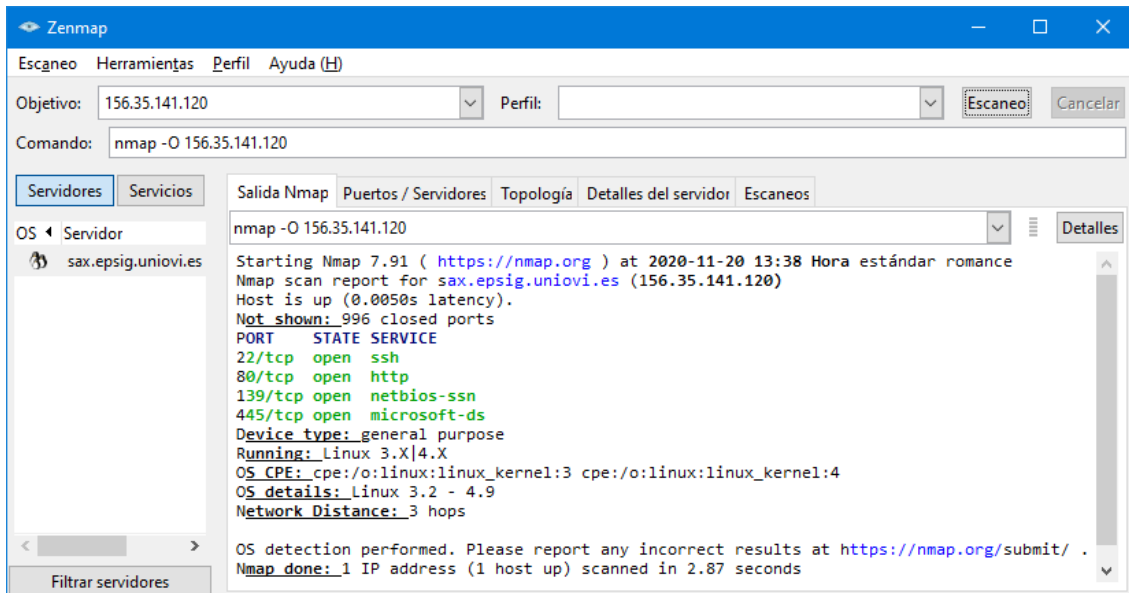 Zenmap
Escaneo Herramientas Perfil Ayuda (H)
Objetivo: 156.35.141.120 Perfil: Escaneo Cancelar
Comando: nmap -O 156.35.141.120
Servidores Servicios
OS Servidor
sax.epsig.uniovi.es
Filtrar servidores
Salida Nmap Puertos / Servidores Topología Detalles del servidor Escaneos
nmap -O 156.35.141.120 Detalles
Starting Nmap 7.91 ( https://nmap.org ) at 2020-11-20 13:38 Hora estándar romance
Nmap scan report for sax.epsig.uniovi.es (156.35.141.120)
Host is up (0.0050s latency).
Not shown: 996 closed ports
PORT STATE SERVICE
22/tcp open ssh
80/tcp open http
139/tcp open netbios-ssn
445/tcp open microsoft-ds
Device type: general purpose
Running: Linux 3.X|4.X
OS CPE: cpe:/o:linux:linux_kernel:3 cpe:/o:linux:linux_kernel:4
OS details: Linux 3.2 - 4.9
Network Distance: 3 hops
OS detection performed. Please report any incorrect results at https://nmap.org/submit/ .
Nmap done: 1 IP address (1 host up) scanned in 2.87 seconds